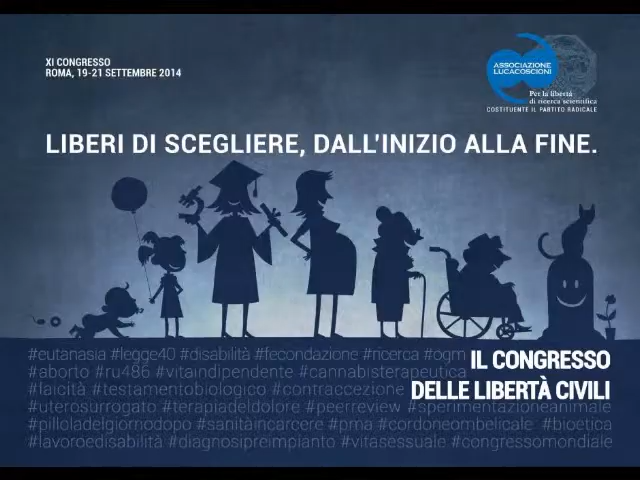 XI CONGRESSO
ROMA, 19-21 SETTEMBRE 2014
ASSOCIAZIONE
LUCACOSCIONI
Per la libertà
di ricerca scientifica
COSTITUENTE IL PARTITO RADICALE
LIBERI DI SCEGLIERE, DALL'INIZIO ALLA FINE.
#eutanasia #legge40 #disabilità #fecondazione #ricerca #ogm
#aborto #ru486 #vitaindipendente #cannabisterapeutica
#laicità #testamentobiologico #contraccezione
#uterosurrogato #terapiadeldolore #peerreview #sperimentazioneanimale
#pilloladelgiornodopo #sanitàincarcere #pma #cordoneombelicale #bioetica
#lavoroedisabilità #diagnosipreimpianto #vitasessuale #congressomondiale
IL CONGRESSO
DELLE LIBERTÀ CIVILI